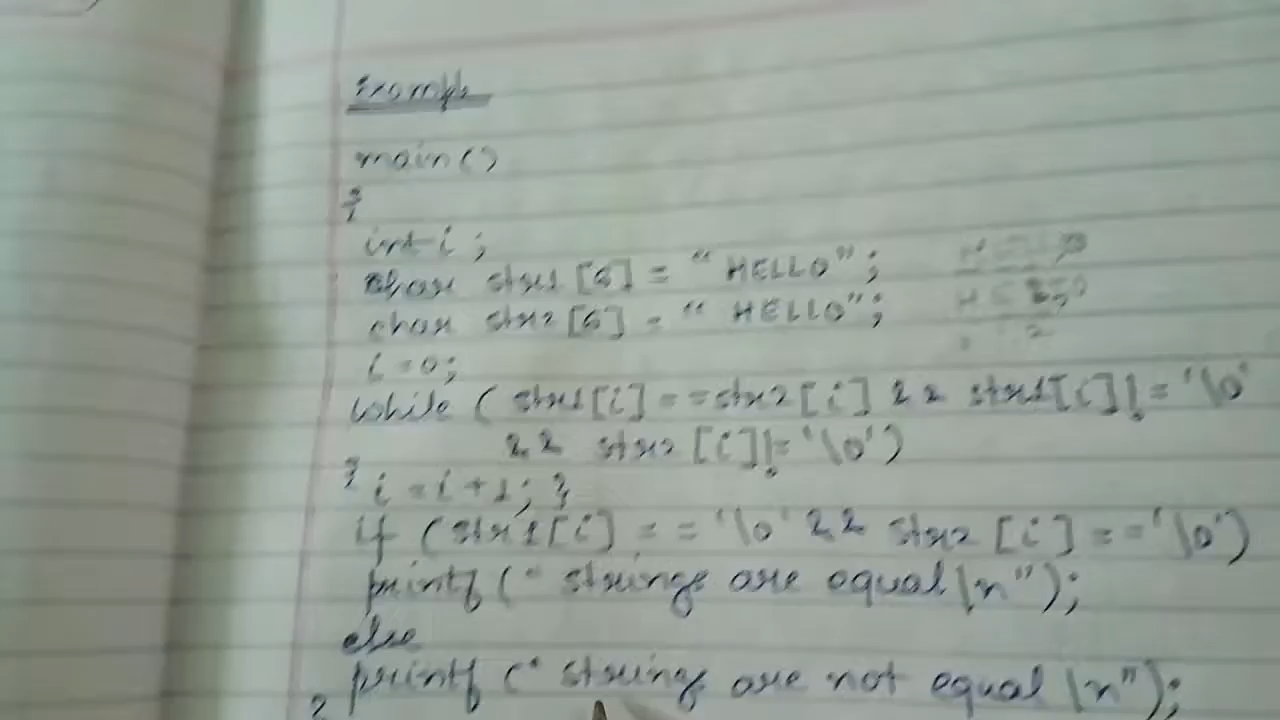 Example
main()
{
int i;
char str1[6] = "HELLO";
char str2[6] = "HELLO";
i=0;
while (str1[i]==str2[i] && str1[i]!='\0'
&& str2[i]!='\0')
{ i=i+1; }
if (str1[i]=='\0' && str2[i]=='\0')
printf("strings are equal\n");
else
printf("strings are not equal\n");
}